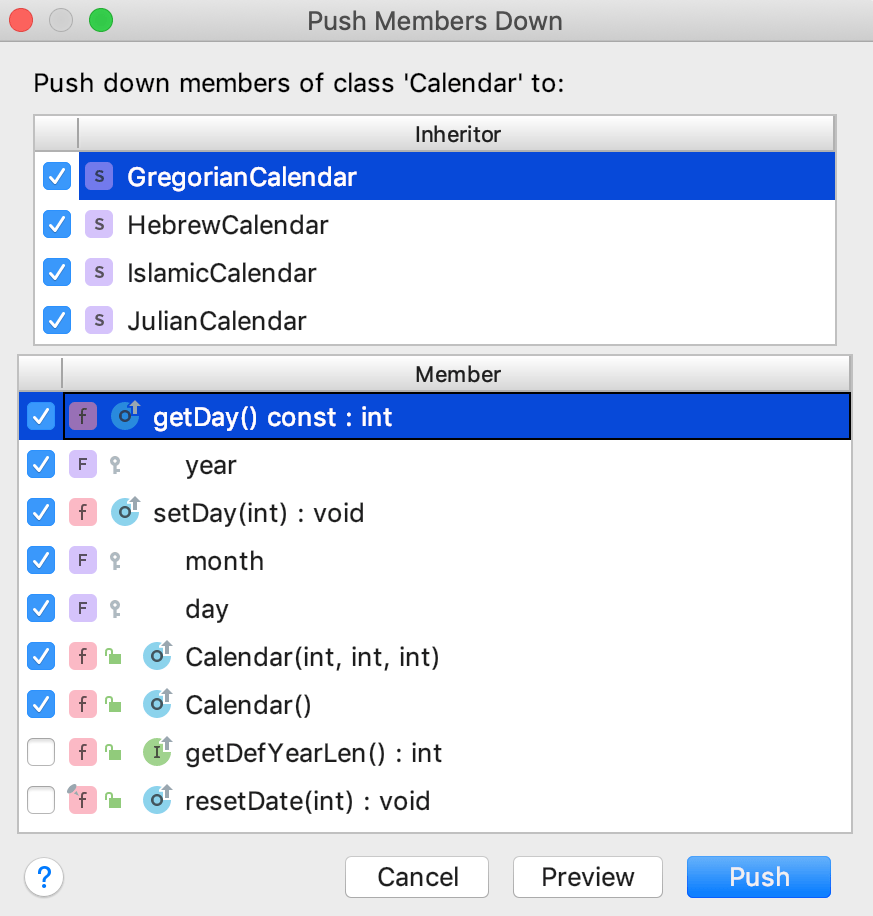 Push Members Down
Push down members of class 'Calendar' to:
Inheritor
S GregorianCalendar
S HebrewCalendar
S IslamicCalendar
S JulianCalendar
Member
f O getDay() const : int
F year
f O setDay(int) : void
F month
F day
f O Calendar(int, int, int)
f O Calendar()
f I getDefYearLen() : int
f O resetDate(int) : void
? Cancel Preview Push